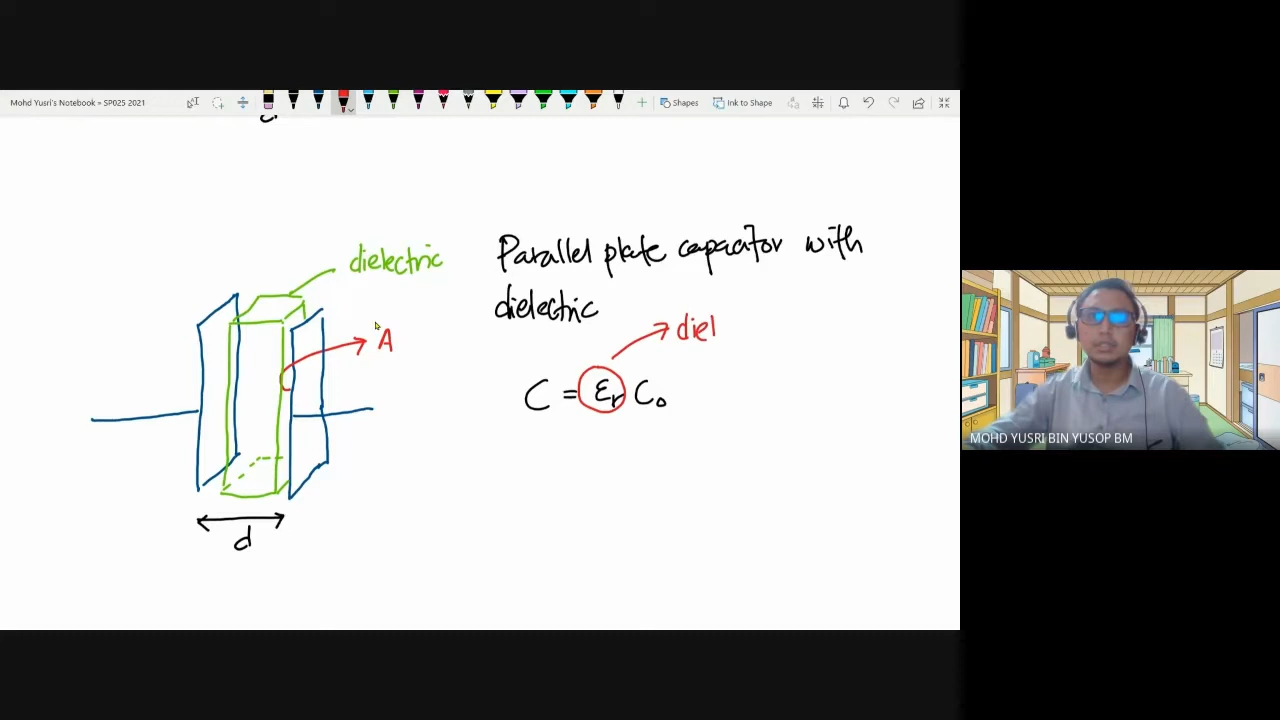 Mohd Yusri's Notebook » SP025 2021
Shapes
Ink to Shape
dielectric
Parallel plate capacitor with
dielectric
diel
A
C = εr C₀
d
MOHD YUSRI BIN YUSOP BM